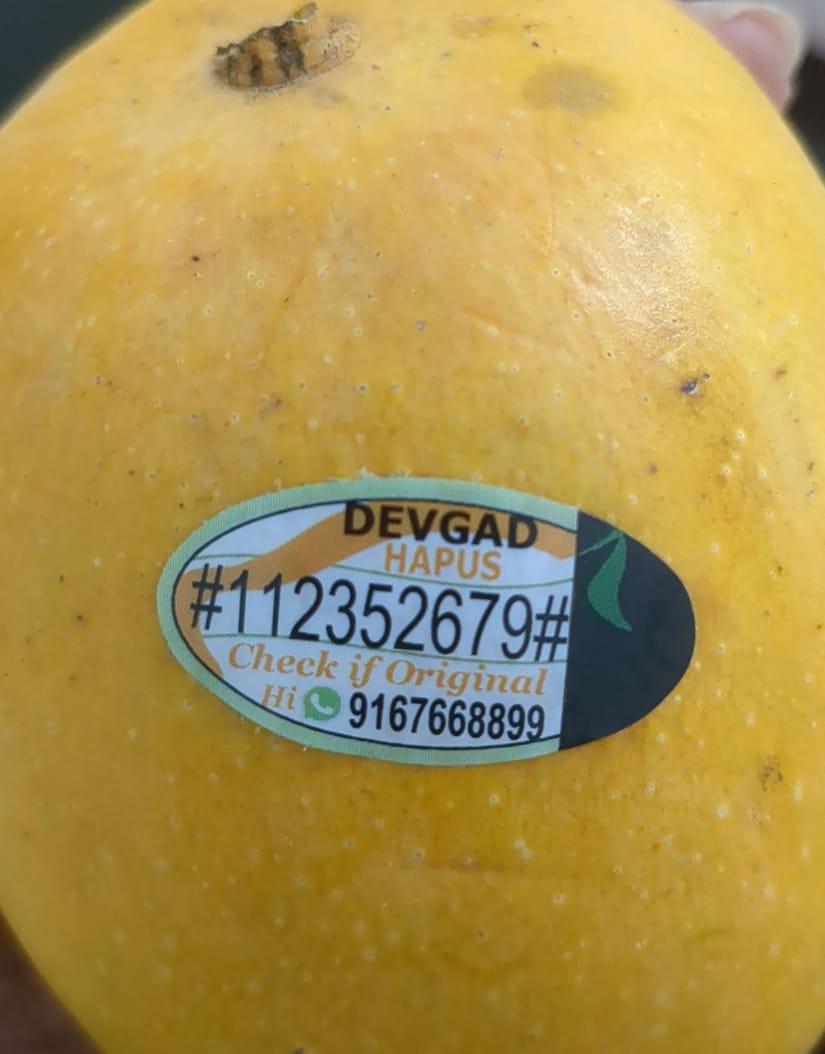 DEVGAD
HAPUS
#112352679#
Check if Original
Hi 9167668899